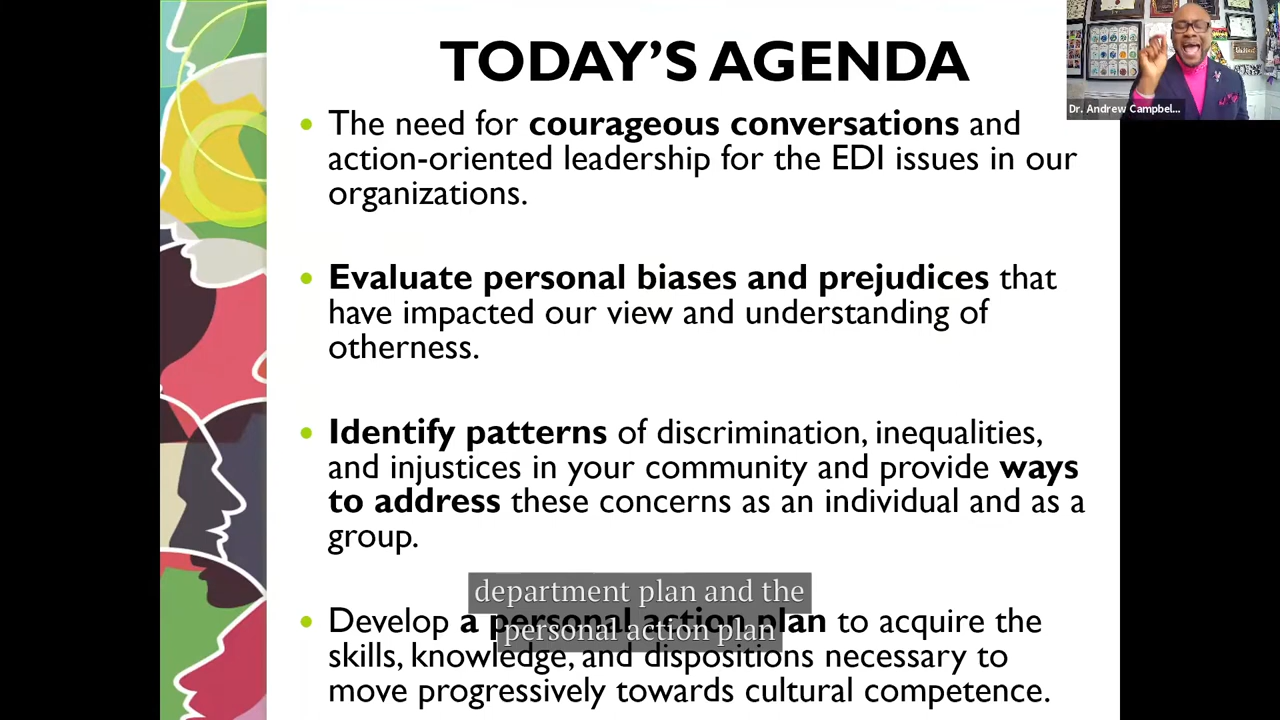 TODAY'S AGENDA
Dr. Andrew Campbel...
• The need for courageous conversations and
action-oriented leadership for the EDI issues in our
organizations.
• Evaluate personal biases and prejudices that
have impacted our view and understanding of
otherness.
• Identify patterns of discrimination, inequalities,
and injustices in your community and provide ways
to address these concerns as an individual and as a
group.
department plan and the
• Develop a personal action plan to acquire the
personal action plan
skills, knowledge, and dispositions necessary to
move progressively towards cultural competence.